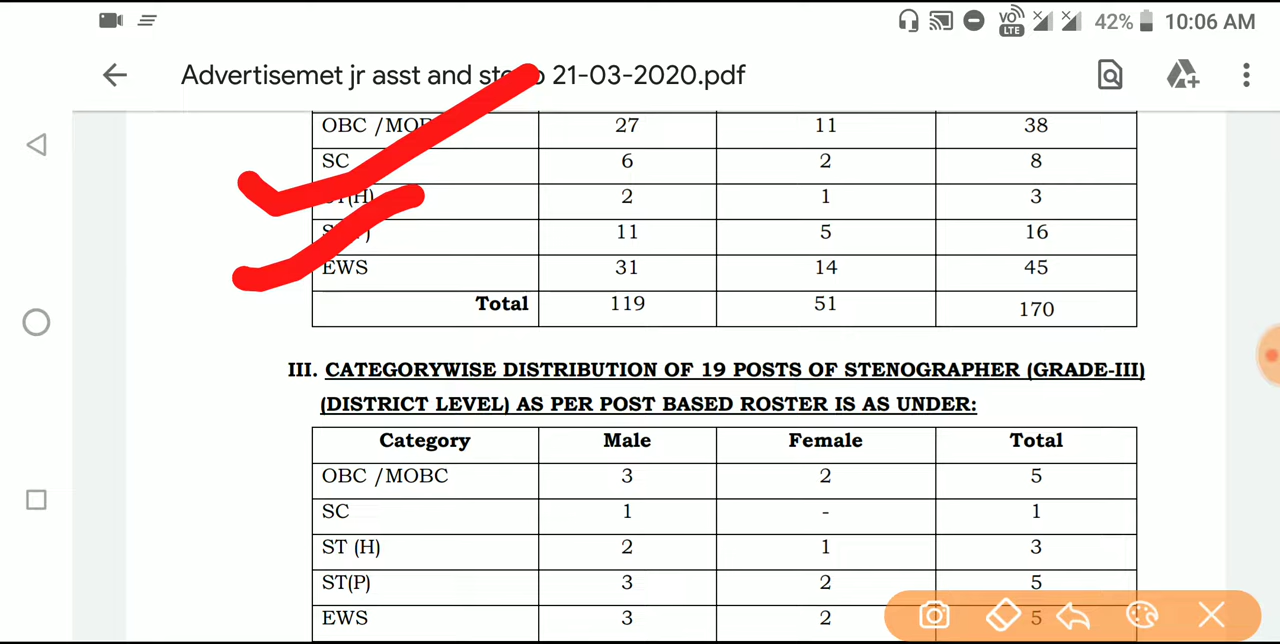 VO LTE 42% 10:06 AM
Advertisemet jr asst and 21-03-2020.pdf
OBC 27 11 38
SC 6 2 8
2 1 3
11 5 16
EWS 31 14 45
Total 119 51 170
III. CATEGORYWISE DISTRIBUTION OF 19 POSTS OF STENOGRAPHER (GRADE-III)
(DISTRICT LEVEL) AS PER POST BASED ROSTER IS AS UNDER:
Category Male Female Total
OBC /MOBC 3 2 5
SC 1 - 1
ST (H) 2 1 3
ST(P) 3 2 5
EWS 3 2 5